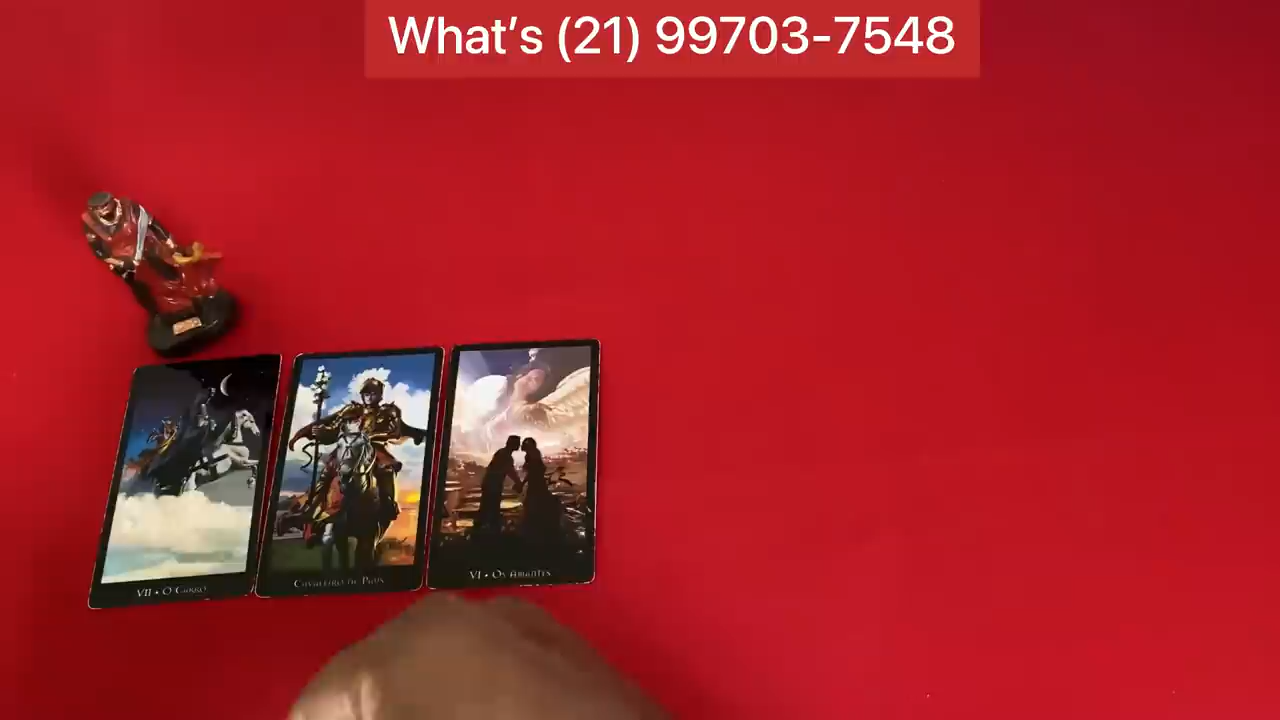 What’s (21) 99703-7548
VII • O Carro
Cavaleiro de Paus
VI • Os Amantes